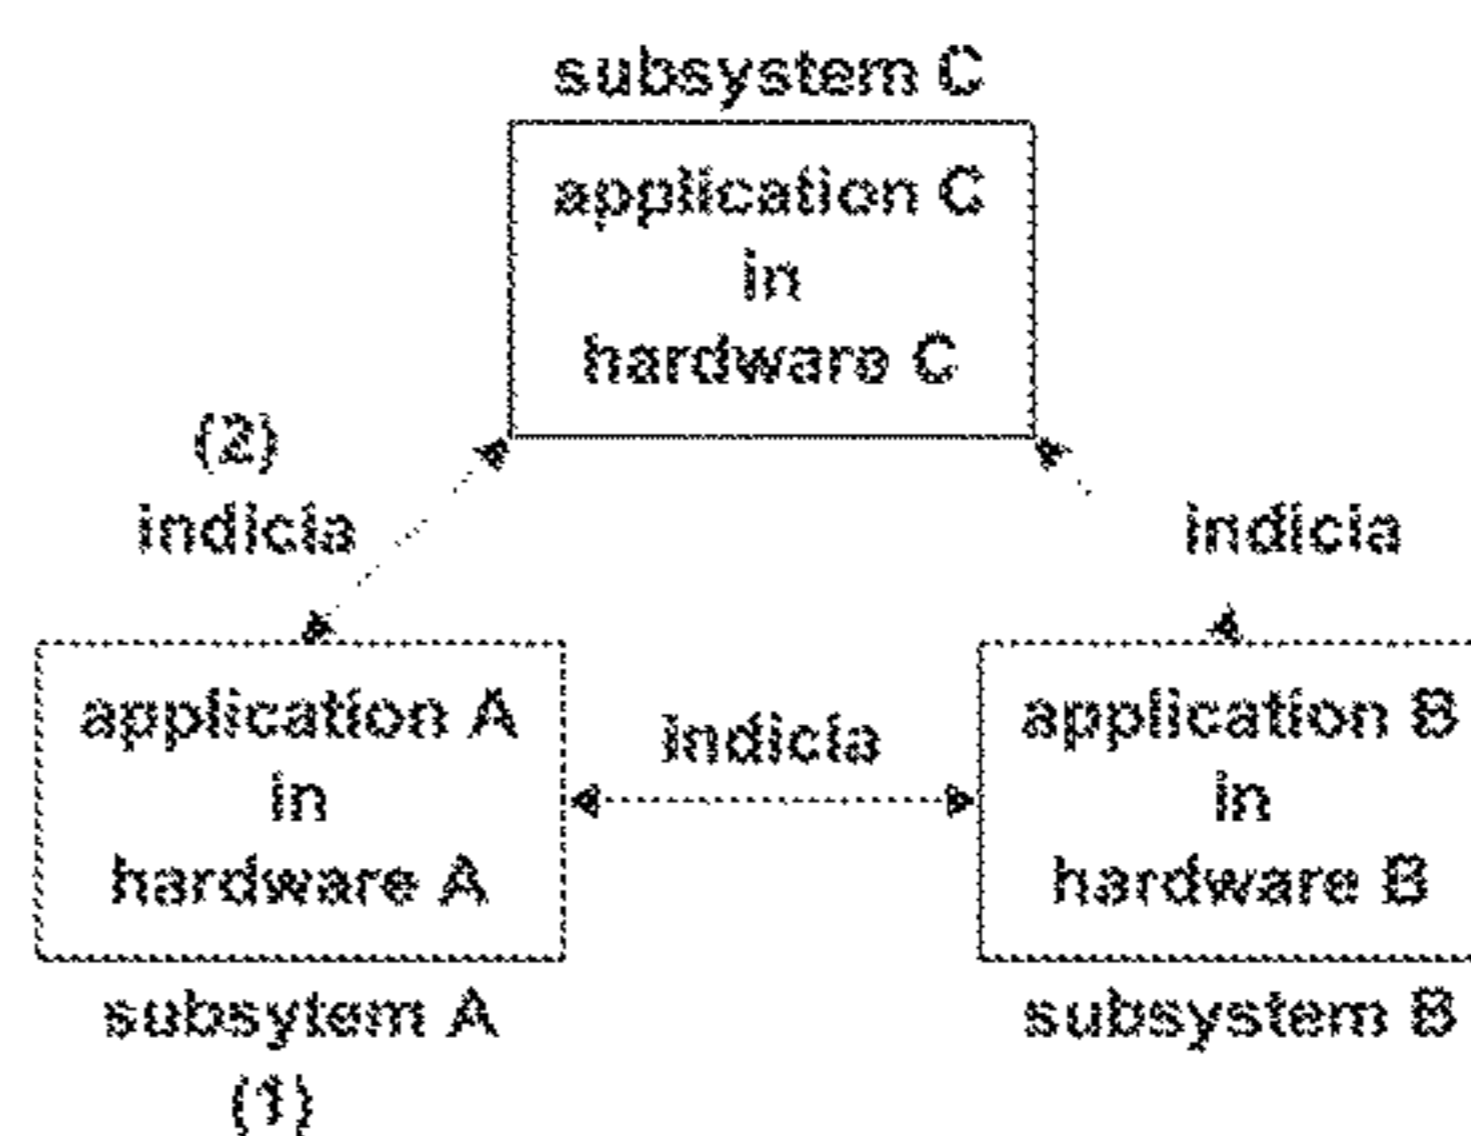 subsystem C
application C
in
hardware C
(2)
indicia
indicia
application A
in
hardware A
indicia
application B
in
hardware B
subsytem A
(1)
subsystem B